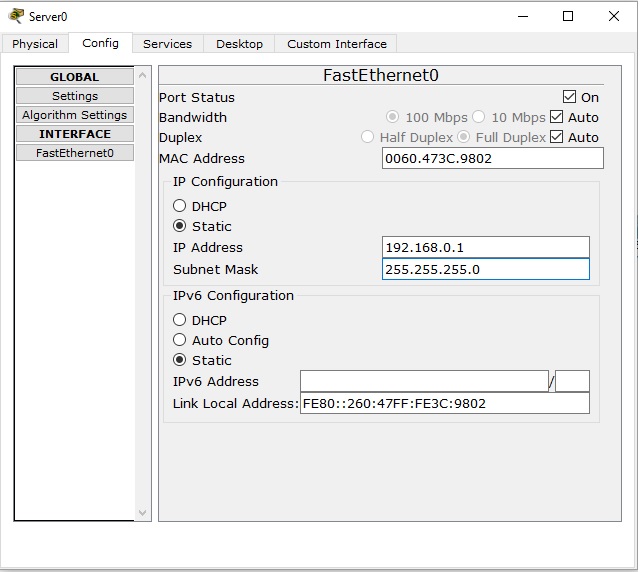 Server0
Physical Config Services Desktop Custom Interface
GLOBAL
Settings
Algorithm Settings
INTERFACE
FastEthernet0
FastEthernet0
Port Status On
Bandwidth 100 Mbps 10 Mbps Auto
Duplex Half Duplex Full Duplex Auto
MAC Address 0060.473C.9802
IP Configuration
DHCP
Static
IP Address 192.168.0.1
Subnet Mask 255.255.255.0
IPv6 Configuration
DHCP
Auto Config
Static
IPv6 Address /
Link Local Address: FE80::260:47FF:FE3C:9802